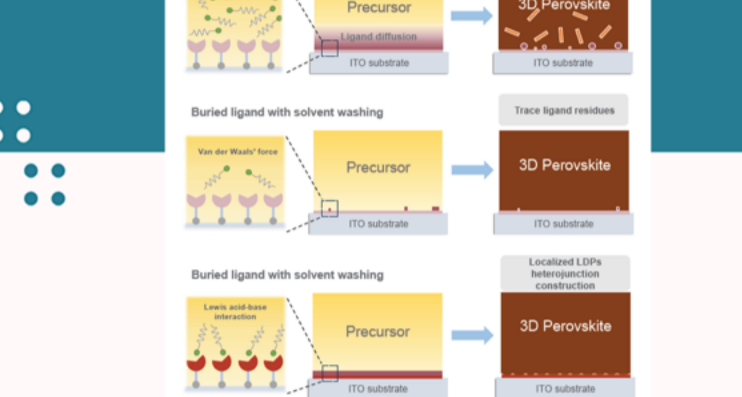 Precursor
3D Perovskite
Ligand diffusion
ITO substrate
ITO substrate
Buried ligand with solvent washing
Trace ligand residues
Van der Waals' force
Precursor
3D Perovskite
ITO substrate
ITO substrate
Buried ligand with solvent washing
Localized LDPs
heterojunction
construction
Lewis acid-base
interaction
Precursor
3D Perovskite
ITO substrate
ITO substrate